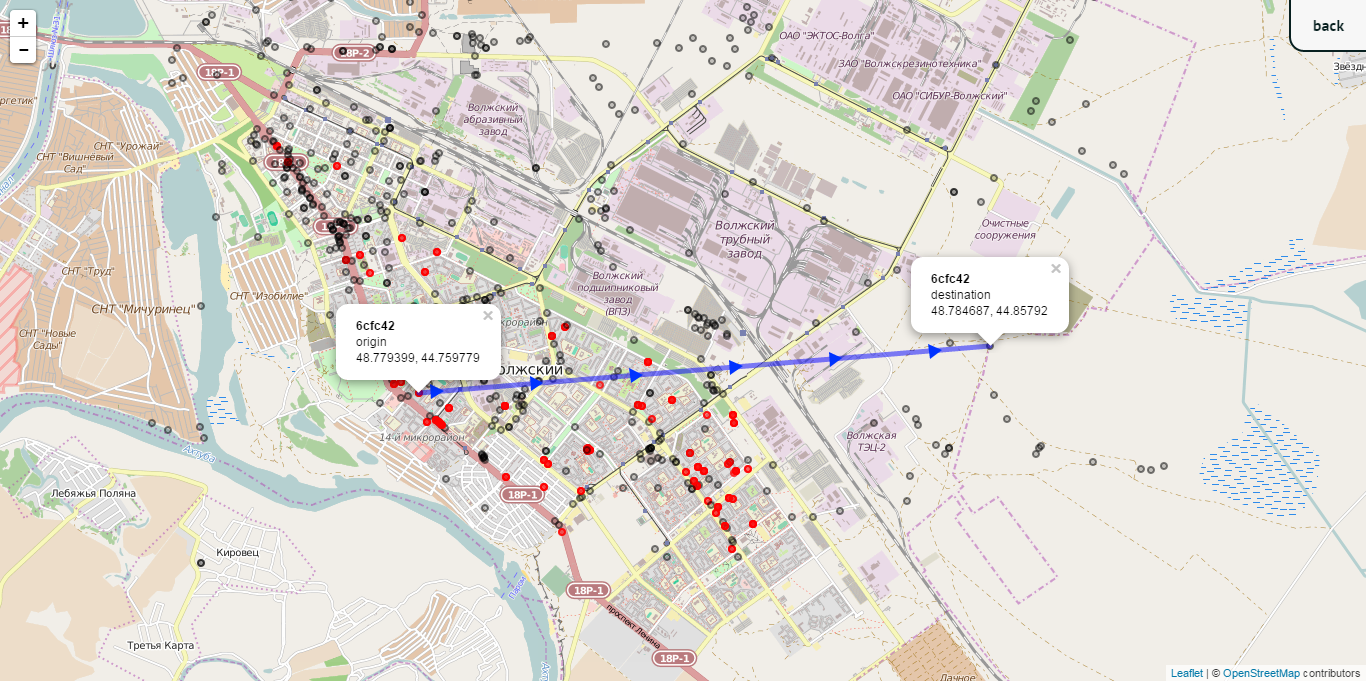 +
−
back
18Р-2
18Р-1
ОАО "ЭКТОС-Волга"
ЗАО "Волжскрезинотехника"
ОАО "СИБУР-Волжский"
Волжский
абразивный
завод
СНТ "Урожай"
СНТ "Вишнёвый
Сад"
Волжский
трубный
завод
Очистные
сооружения
СНТ "Труд"
СНТ "Изобилие"
СНТ "Мичуринец"
СНТ "Новые
Сады"
Волжский
подшипниковый
завод
(ВПЗ)
6cfc42
destination
48.784687, 44.85792
6cfc42
origin
48.779399, 44.759779
14-й микрорайон
Волжская
ТЭЦ-2
Ахтуба
Лебяжья Поляна
18Р-1
Кировец
18Р-1
проспект Ленина
Третья Карта
18Р-1
Дачное
Leaflet | © OpenStreetMap contributors